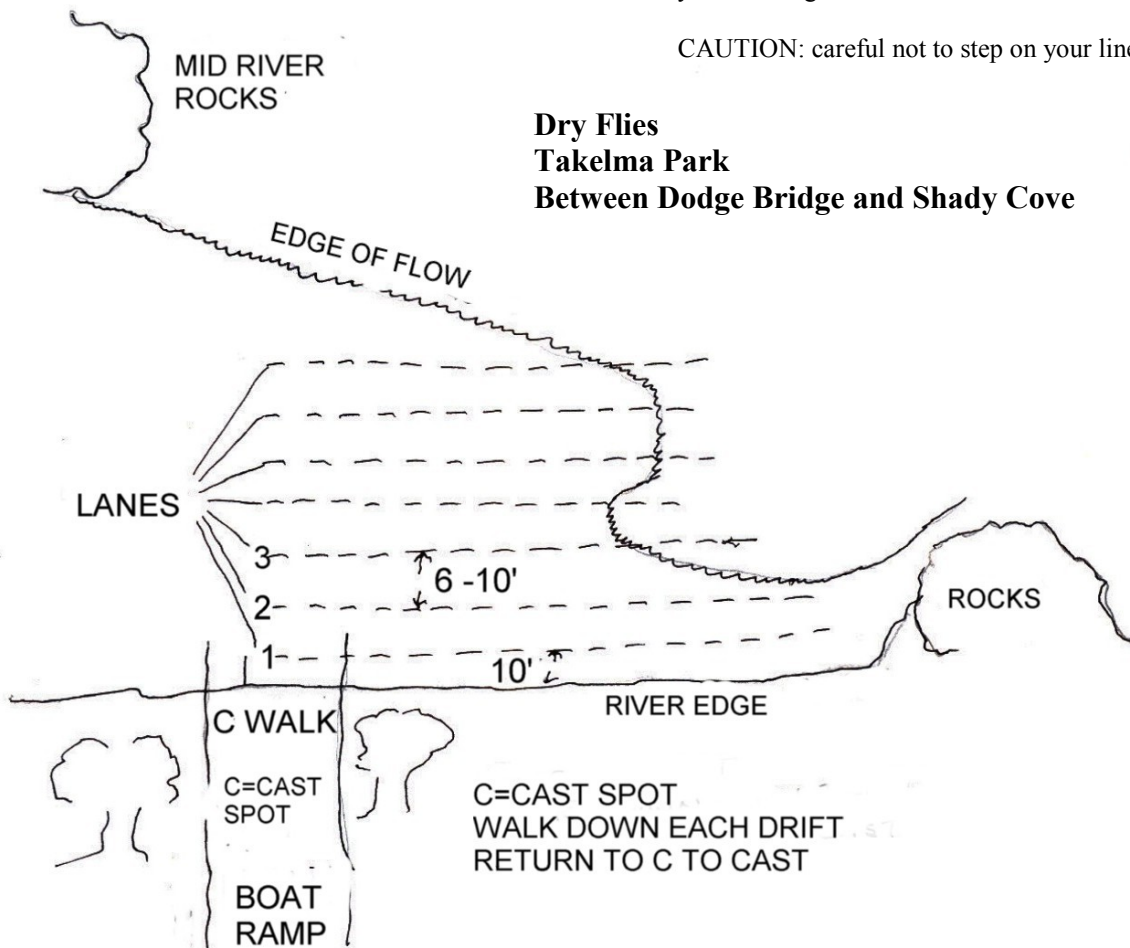 CAUTION: careful not to step on your line
MID RIVER
ROCKS
Dry Flies
Takelma Park
Between Dodge Bridge and Shady Cove
EDGE OF FLOW
LANES
3
6 -10'
2
ROCKS
1
10'
RIVER EDGE
C WALK
C=CAST
SPOT
C=CAST SPOT
WALK DOWN EACH DRIFT
RETURN TO C TO CAST
BOAT
RAMP